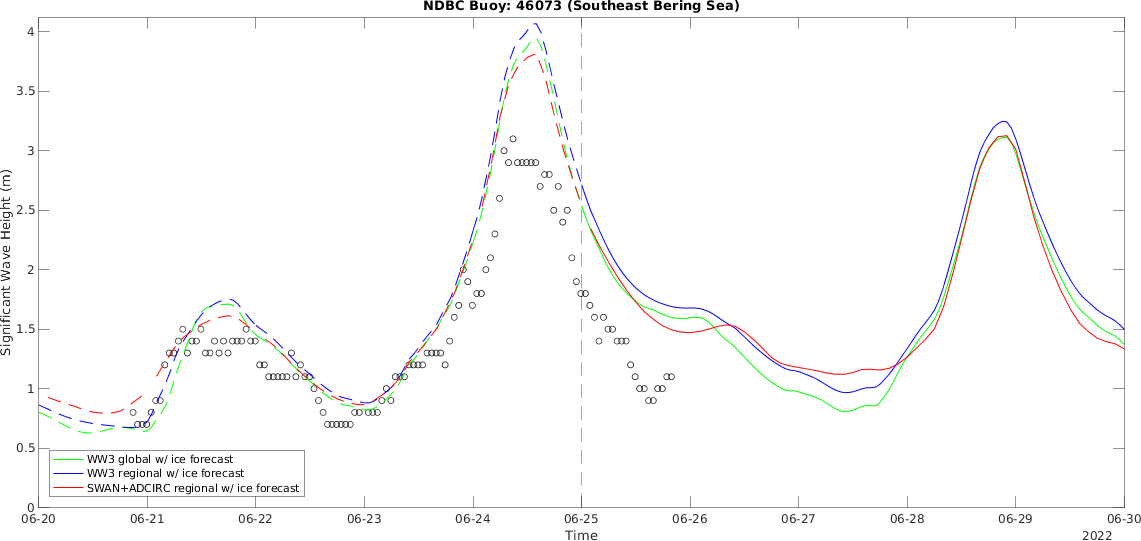 NDBC Buoy: 46073 (Southeast Bering Sea)
4
3.5
3
2.5
2
1.5
1
0.5
0
Significant Wave Height (m)
WW3 global w/ ice forecast
WW3 regional w/ ice forecast
SWAN+ADCIRC regional w/ ice forecast
06-20 06-21 06-22 06-23 06-24 06-25 06-26 06-27 06-28 06-29 06-30
Time
2022